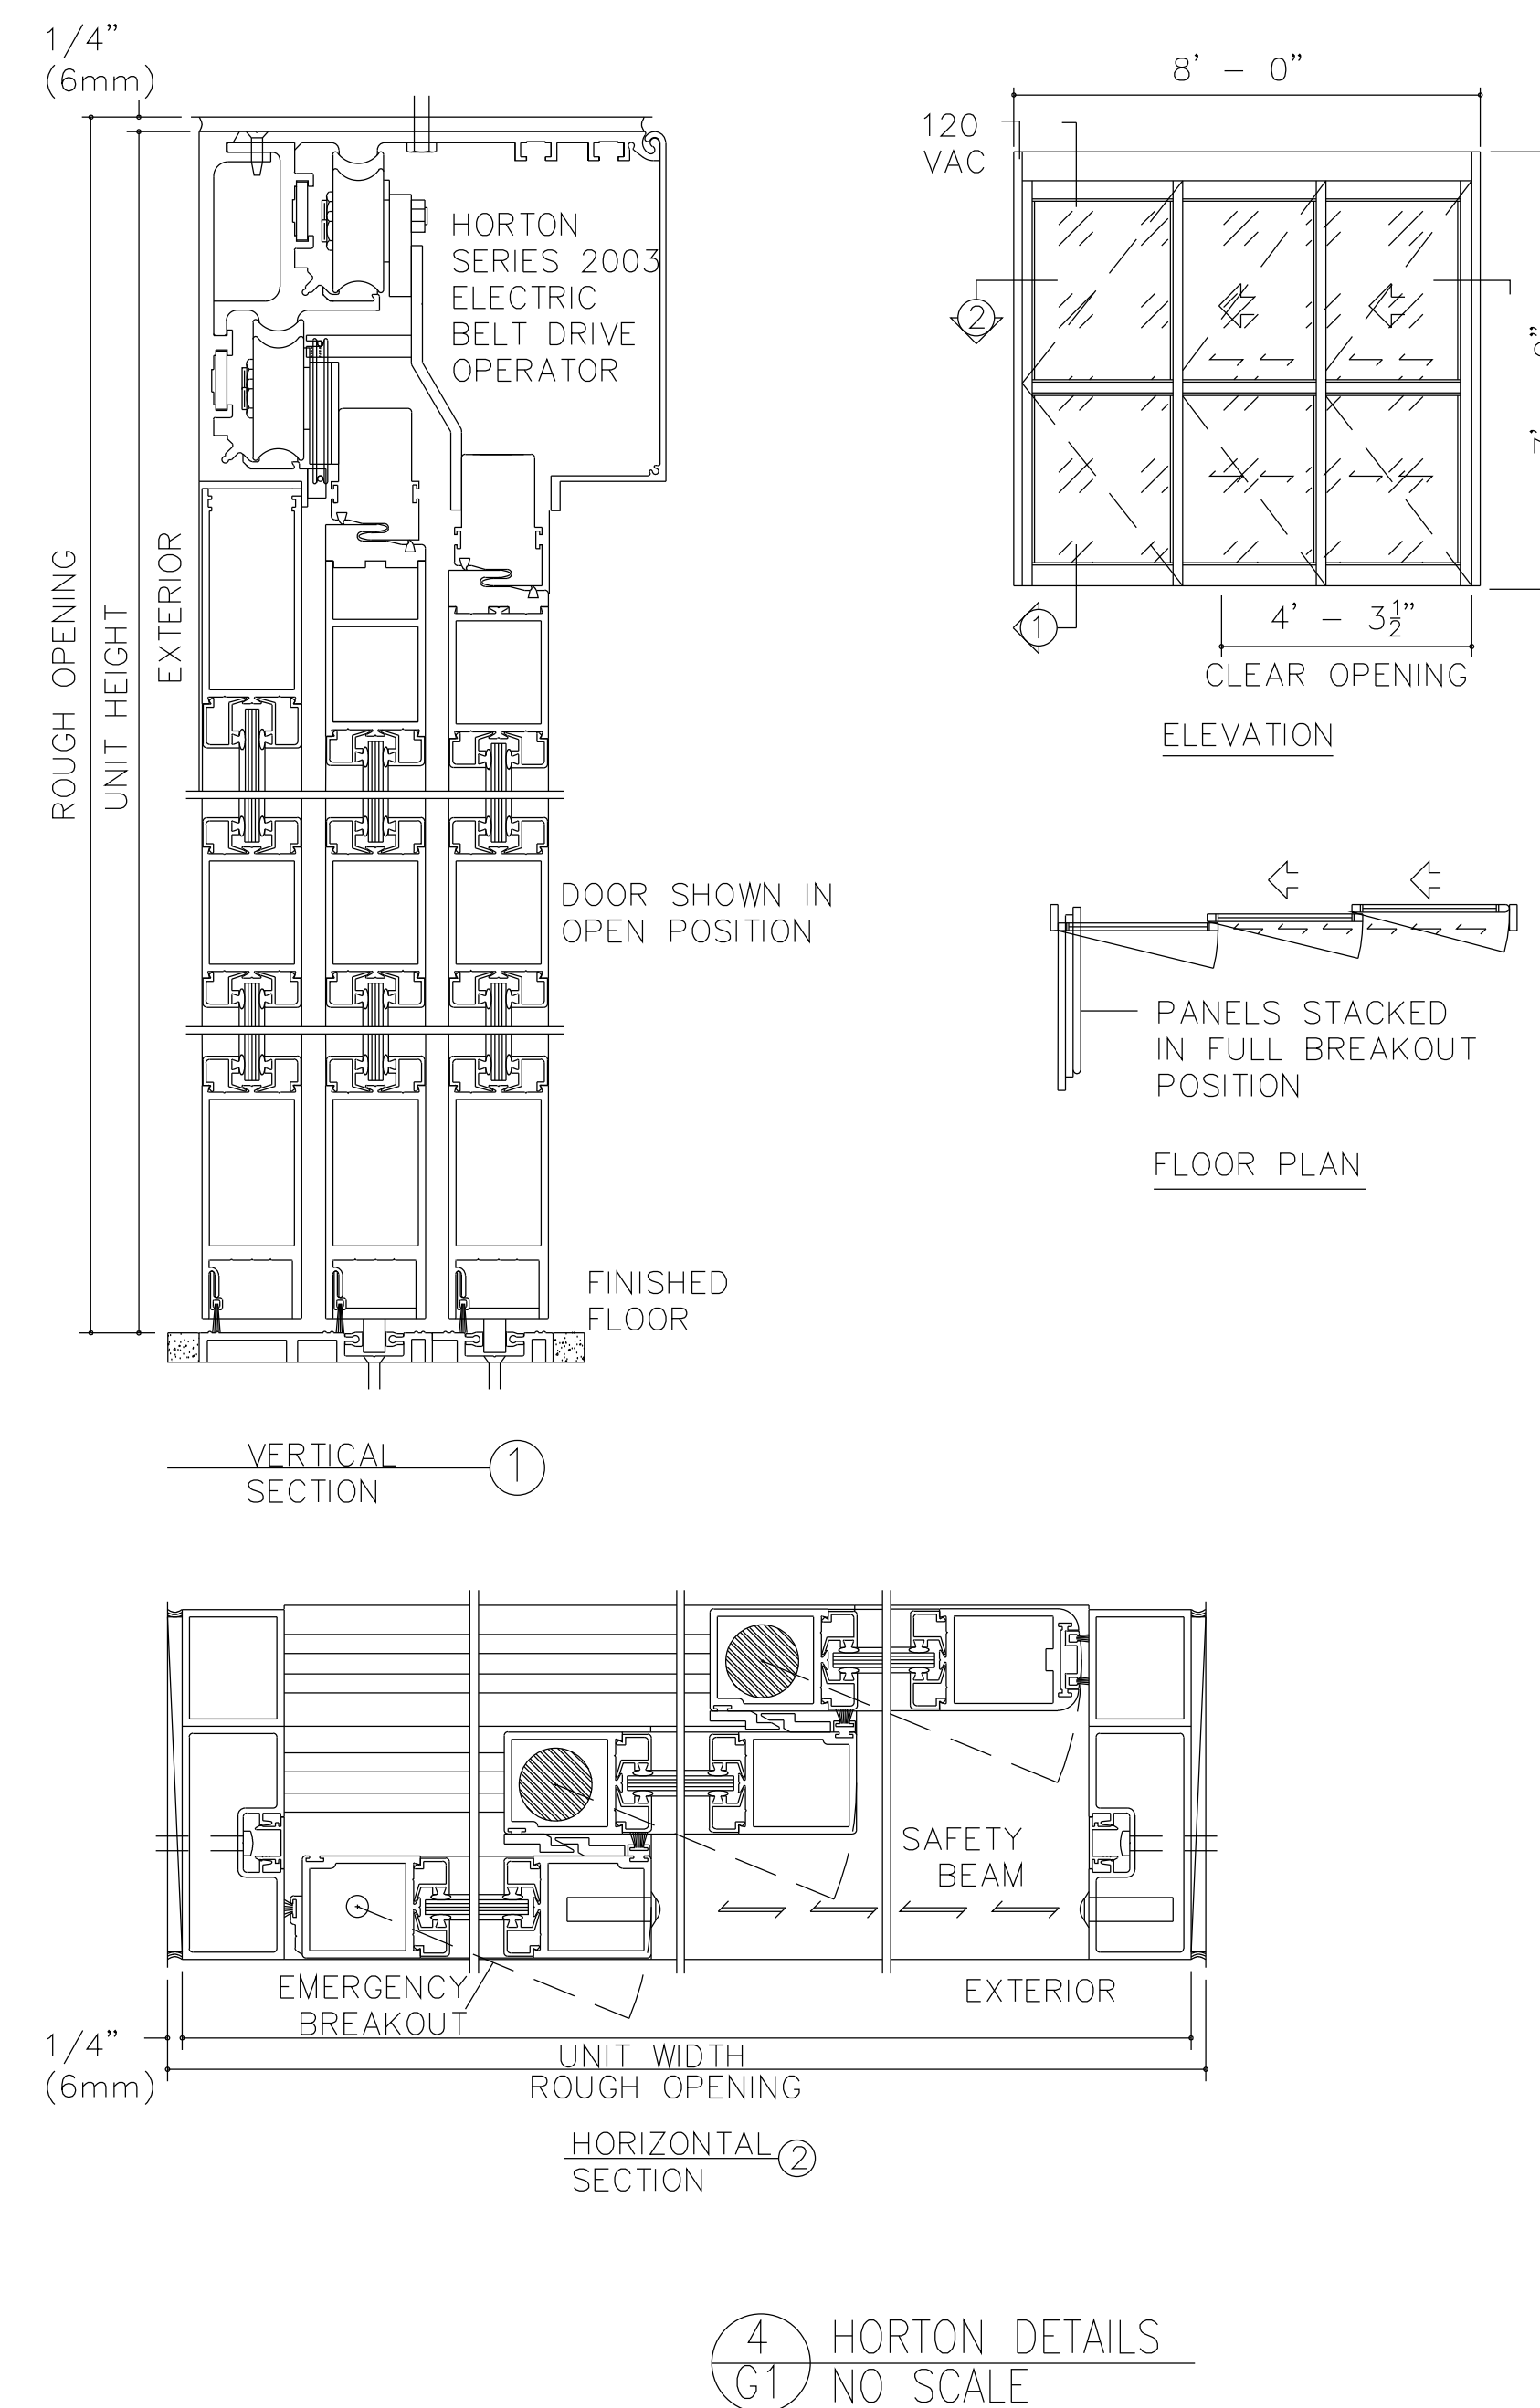 1/4"
(6mm)
HORTON
SERIES 2003
ELECTRIC
BELT DRIVE
OPERATOR
ROUGH OPENING
UNIT HEIGHT
EXTERIOR
DOOR SHOWN IN
OPEN POSITION
FINISHED
FLOOR
VERTICAL
SECTION
1
8' - 0"
120
VAC
2
1
4' - 3½"
CLEAR OPENING
ELEVATION
PANELS STACKED
IN FULL BREAKOUT
POSITION
FLOOR PLAN
SAFETY
BEAM
EMERGENCY
BREAKOUT
EXTERIOR
1/4"
(6mm)
UNIT WIDTH
ROUGH OPENING
HORIZONTAL
SECTION
2
4
G1
HORTON DETAILS
NO SCALE